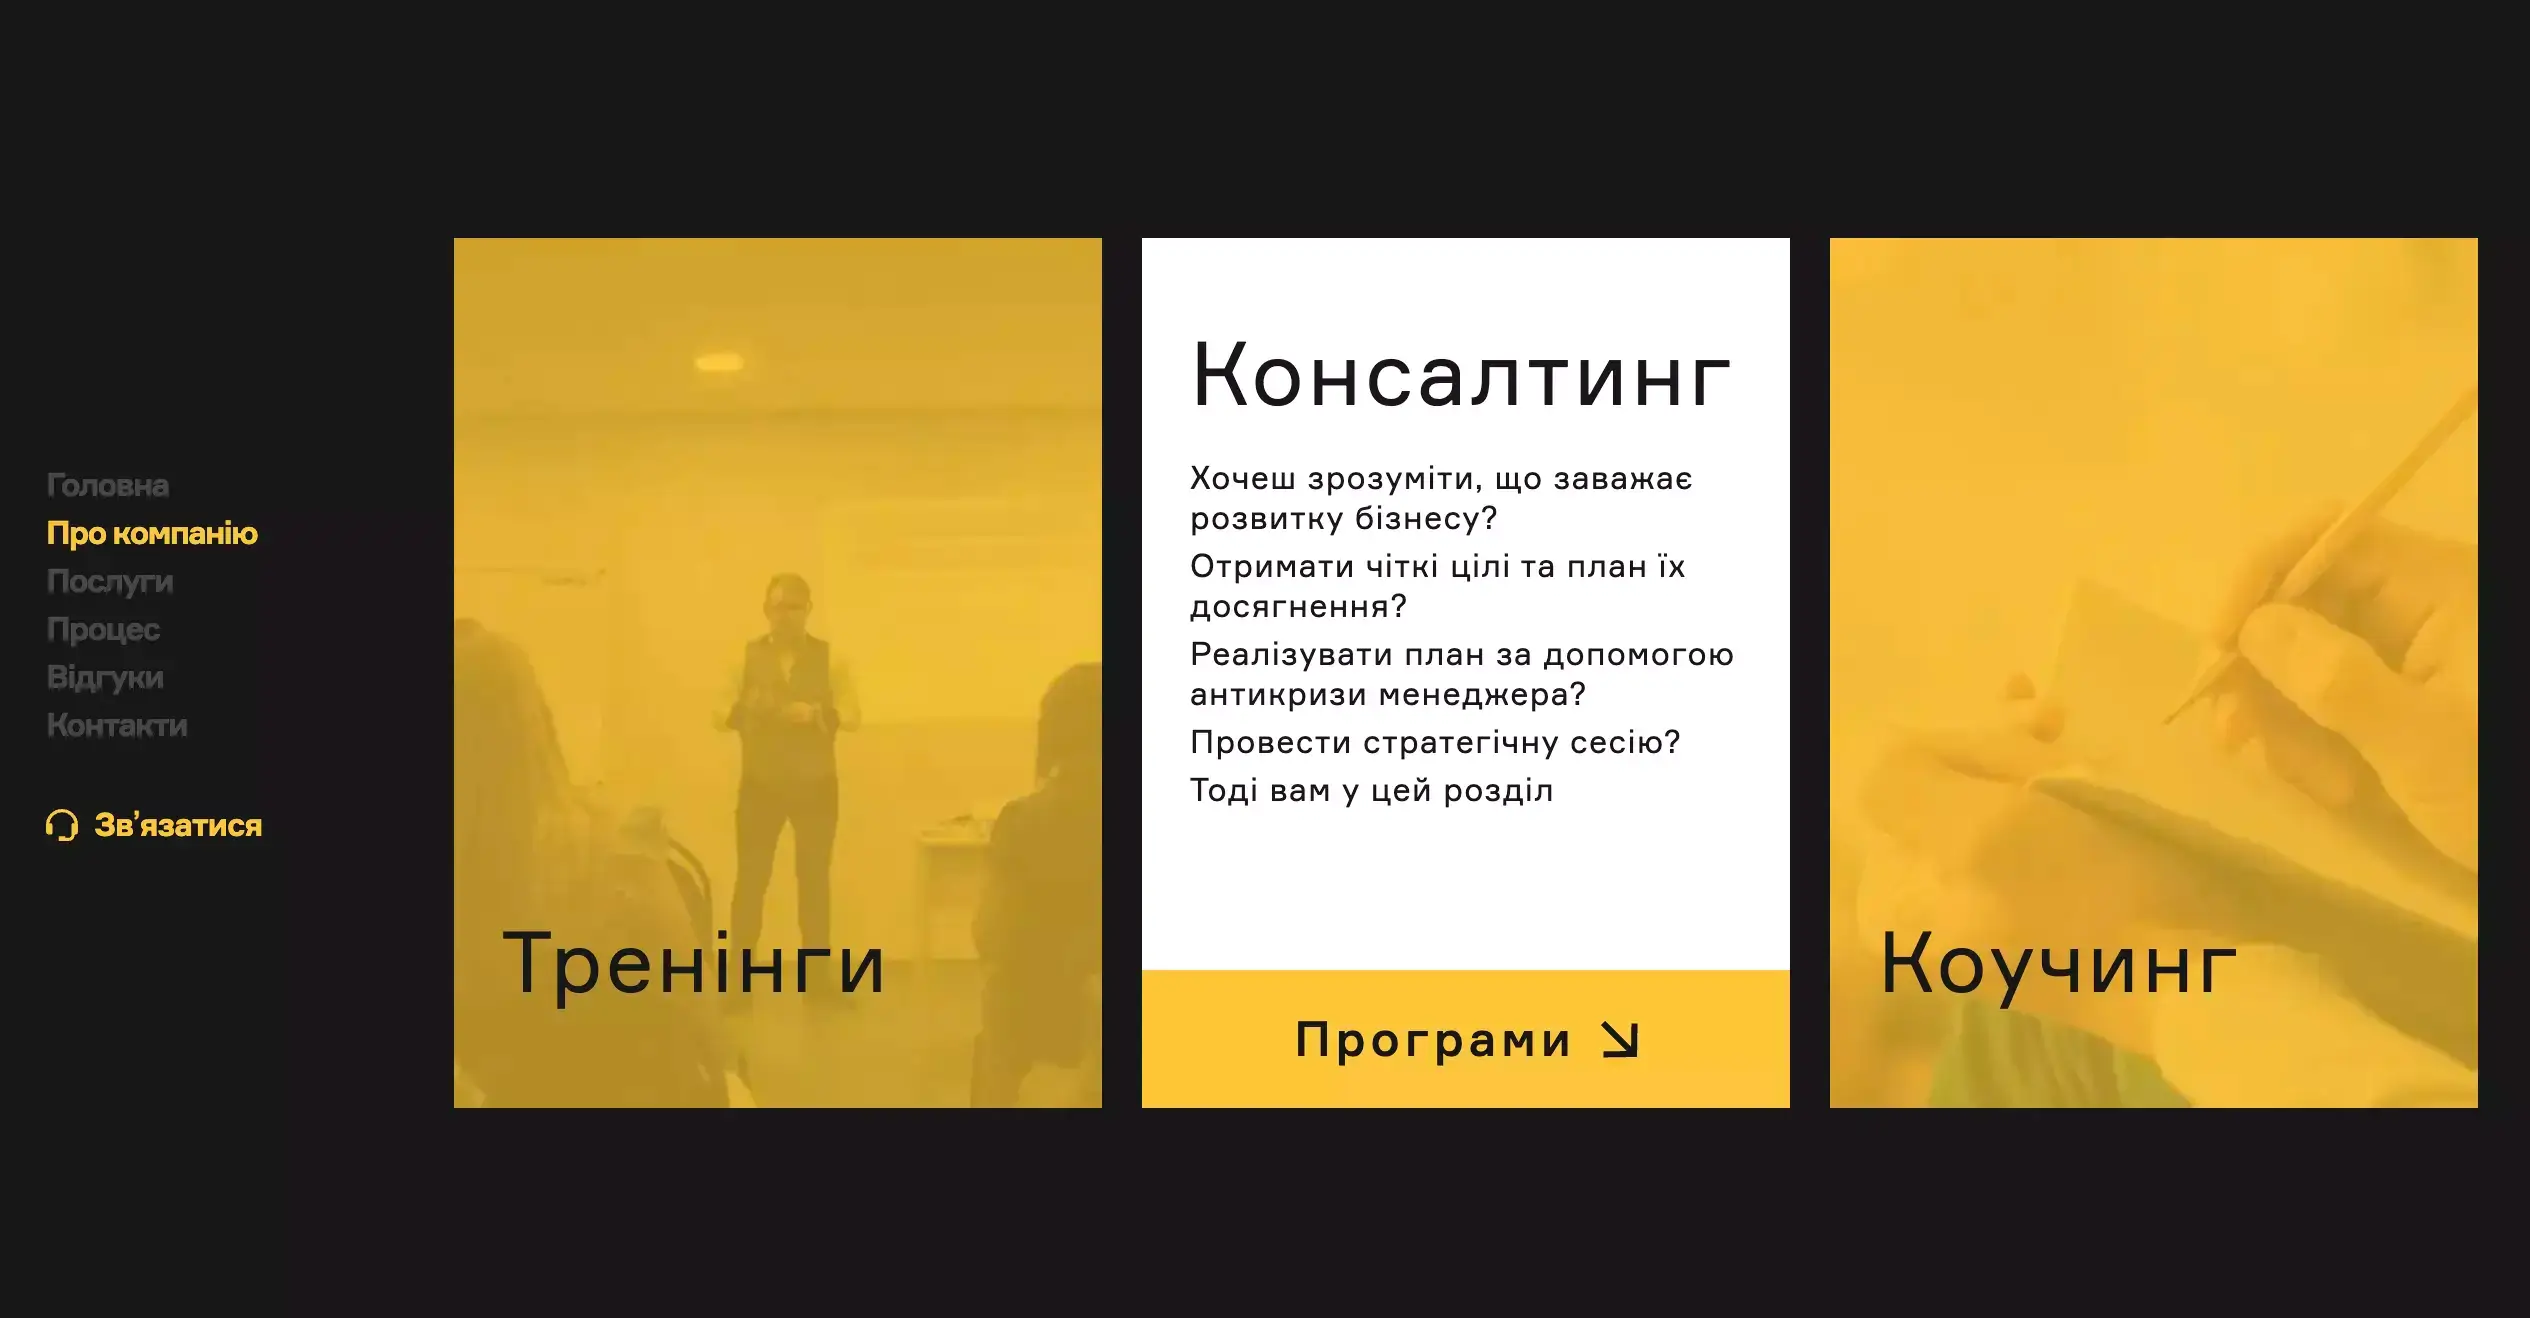 Головна
Про компанію
Послуги
Процес
Відгуки
Контакти
Зв’язатися
Тренінги
Консалтинг
Хочеш зрозуміти, що заважає
розвитку бізнесу?
Отримати чіткі цілі та план їх
досягнення?
Реалізувати план за допомогою
антикризи менеджера?
Провести стратегічну сесію?
Тоді вам у цей розділ
Програми
Коучинг